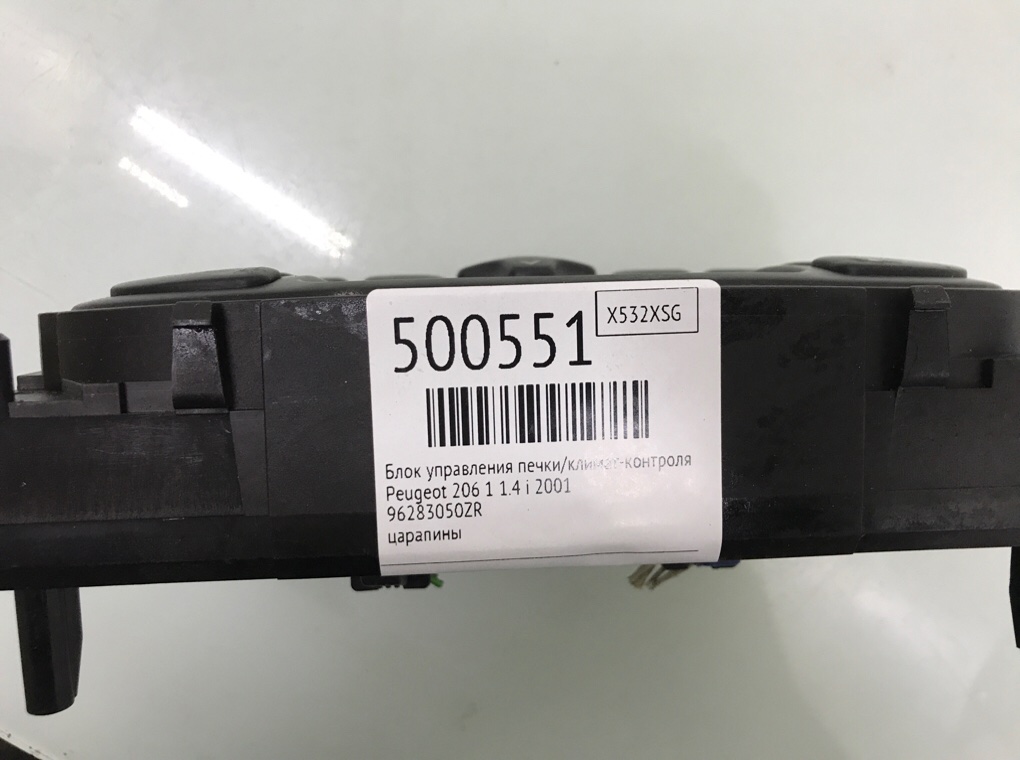 500551
X532XSG
Блок управления печки/климат-контроля
Peugeot 206 1 1.4 i 2001
96283050ZR
царапины